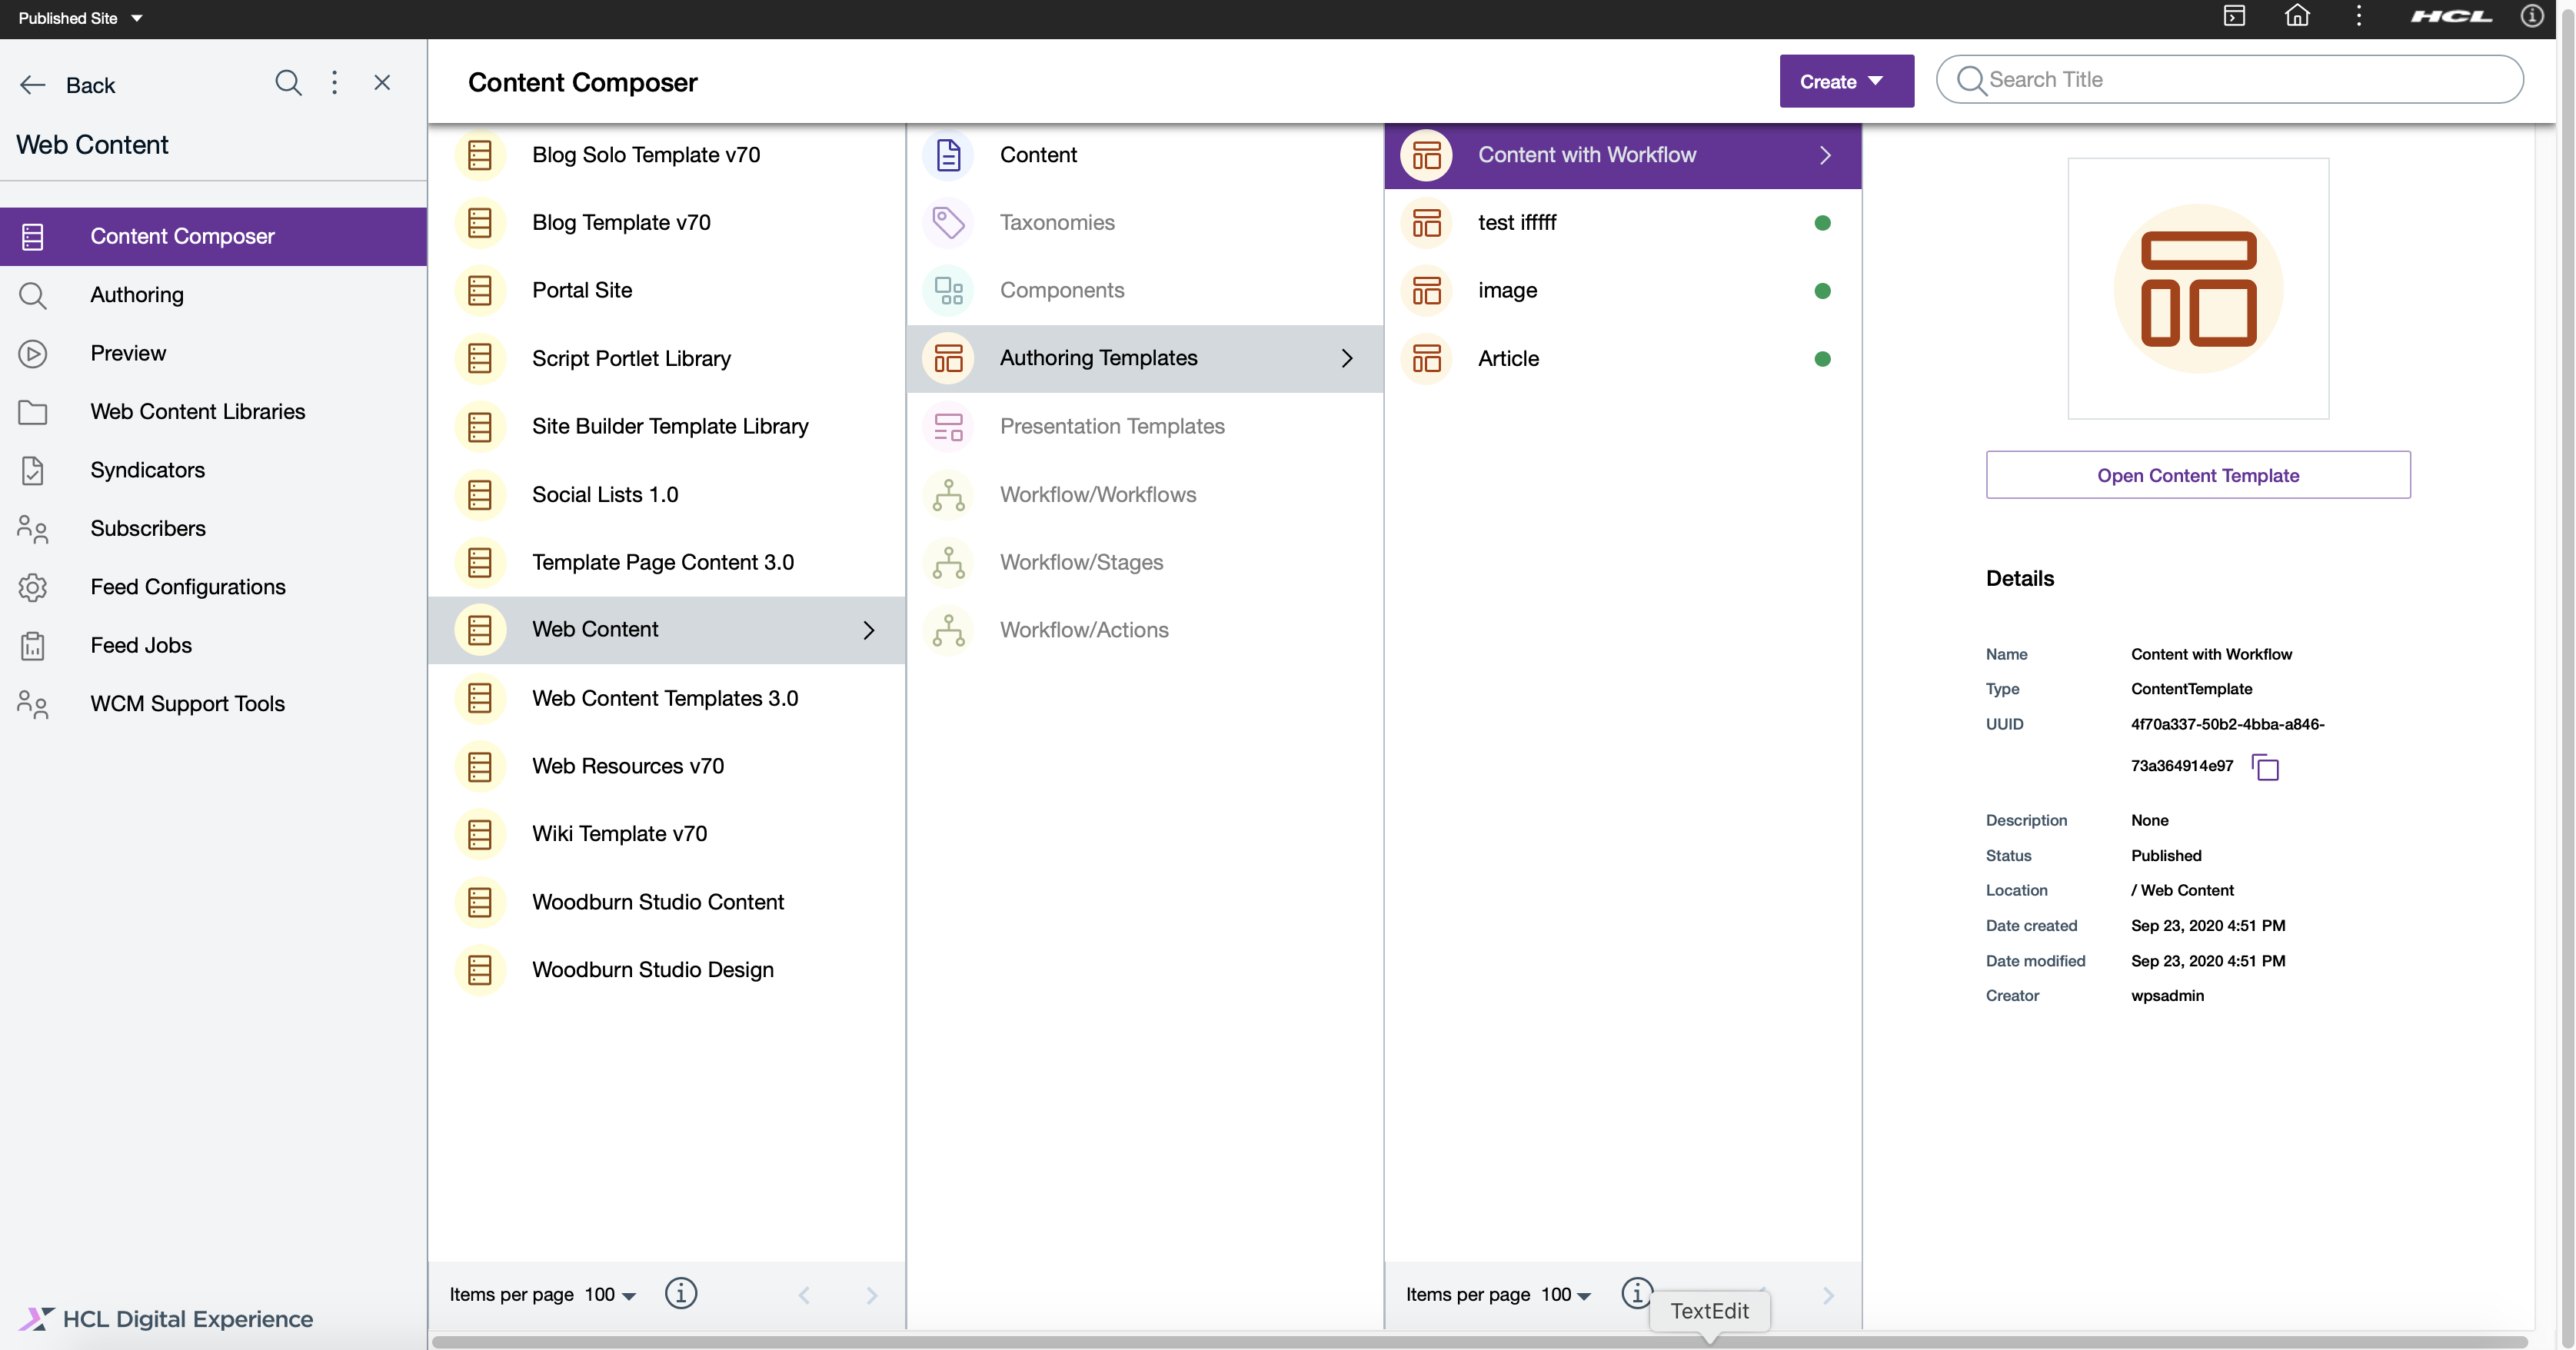 Published Site
HCL
Back
Web Content
Content Composer
Authoring
Preview
Web Content Libraries
Syndicators
Subscribers
Feed Configurations
Feed Jobs
WCM Support Tools
HCL Digital Experience
Content Composer
Create
Search Title
Blog Solo Template v70
Blog Template v70
Portal Site
Script Portlet Library
Site Builder Template Library
Social Lists 1.0
Template Page Content 3.0
Web Content
Web Content Templates 3.0
Web Resources v70
Wiki Template v70
Woodburn Studio Content
Woodburn Studio Design
Items per page 100
Content
Taxonomies
Components
Authoring Templates
Presentation Templates
Workflow/Workflows
Workflow/Stages
Workflow/Actions
Content with Workflow
test ifffff
image
Article
Items per page 100
TextEdit
Open Content Template
Details
Name Content with Workflow
Type ContentTemplate
UUID 4f70a337-50b2-4bba-a846-
73a364914e97
Description None
Status Published
Location / Web Content
Date created Sep 23, 2020 4:51 PM
Date modified Sep 23, 2020 4:51 PM
Creator wpsadmin